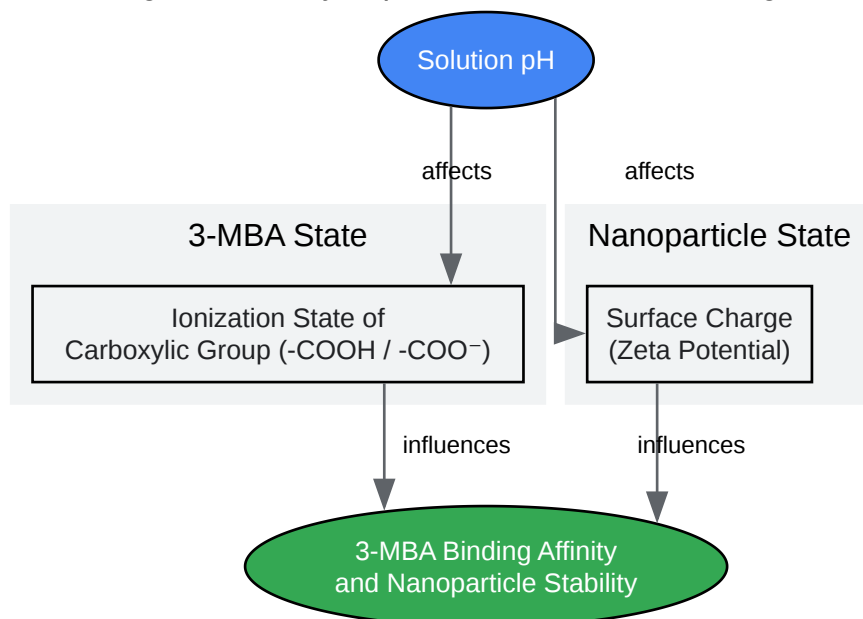 Solution pH
affects
affects
3-MBA State
Nanoparticle State
Ionization State of
Carboxylic Group (-COOH / -COO⁻)
Surface Charge
(Zeta Potential)
influences
influences
3-MBA Binding Affinity
and Nanoparticle Stability